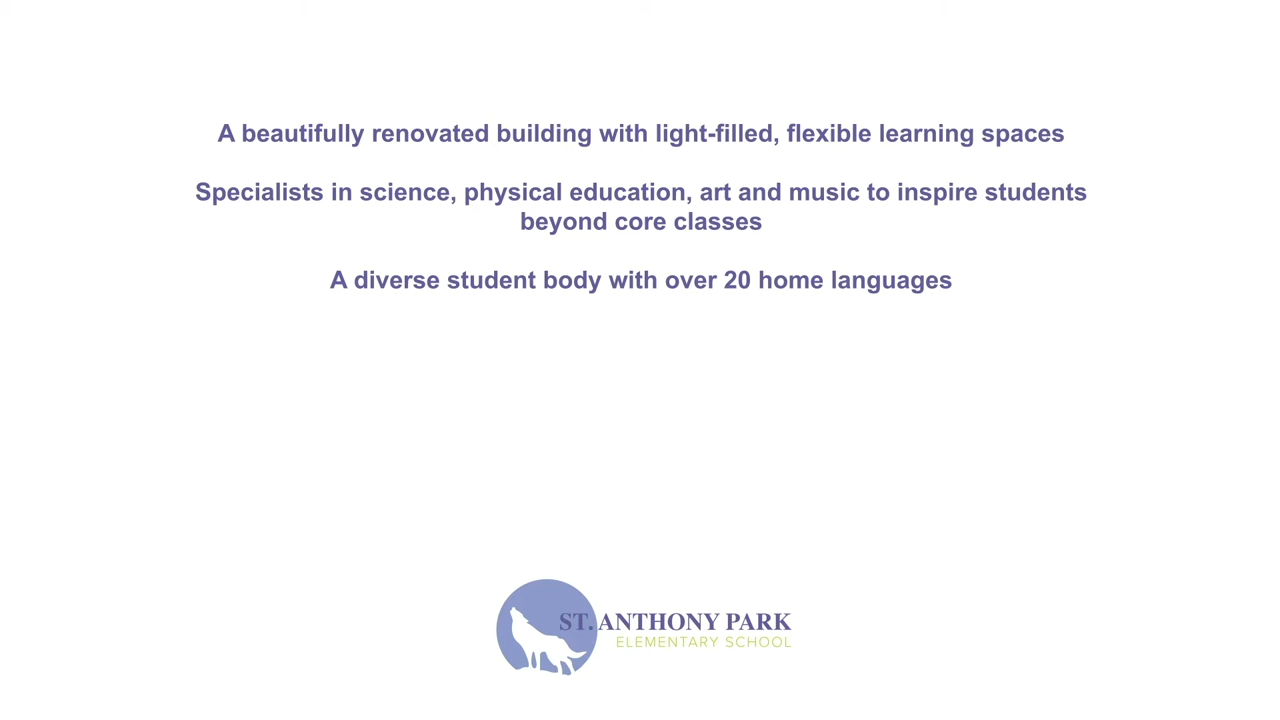 A beautifully renovated building with light-filled, flexible learning spaces
Specialists in science, physical education, art and music to inspire students
beyond core classes
A diverse student body with over 20 home languages
ST. ANTHONY PARK
ELEMENTARY SCHOOL